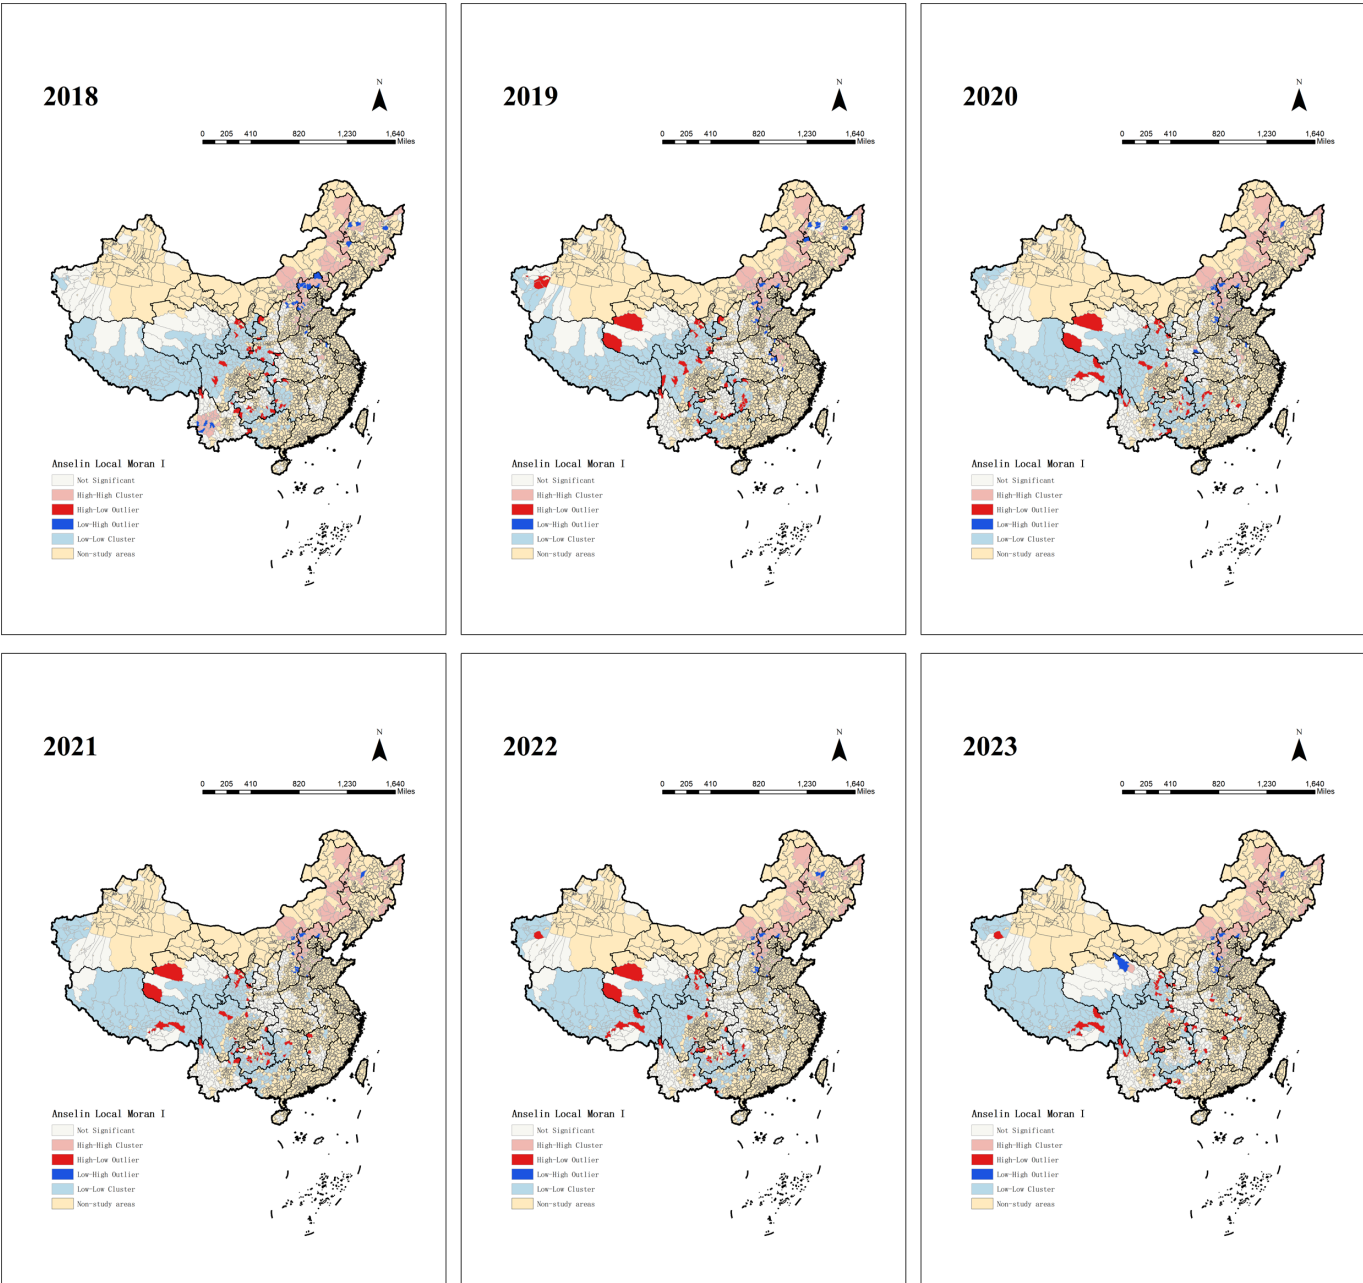 2018
N
0 205 410 820 1,230 1,640
Miles
Anselin Local Moran I
Not Significant
High-High Cluster
High-Low Outlier
Low-High Outlier
Low-Low Cluster
Non-study areas
2019
N
0 205 410 820 1,230 1,640
Miles
Anselin Local Moran I
Not Significant
High-High Cluster
High-Low Outlier
Low-High Outlier
Low-Low Cluster
Non-study areas
2020
N
0 205 410 820 1,230 1,640
Miles
Anselin Local Moran I
Not Significant
High-High Cluster
High-Low Outlier
Low-High Outlier
Low-Low Cluster
Non-study areas
2021
N
0 205 410 820 1,230 1,640
Miles
Anselin Local Moran I
Not Significant
High-High Cluster
High-Low Outlier
Low-High Outlier
Low-Low Cluster
Non-study areas
2022
N
0 205 410 820 1,230 1,640
Miles
Anselin Local Moran I
Not Significant
High-High Cluster
High-Low Outlier
Low-High Outlier
Low-Low Cluster
Non-study areas
2023
N
0 205 410 820 1,230 1,640
Miles
Anselin Local Moran I
Not Significant
High-High Cluster
High-Low Outlier
Low-High Outlier
Low-Low Cluster
Non-study areas